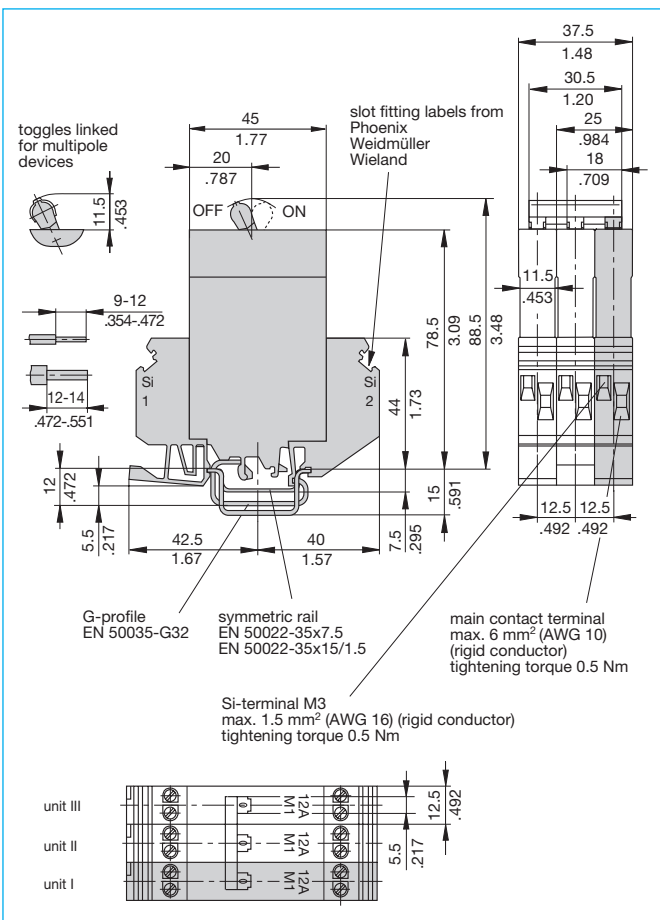 37.5
1.48
30.5
1.20
25
.984
18
.709
45
1.77
20
.787
slot fitting labels from
Phoenix
Weidmüller
Wieland
toggles linked
for multipole
devices
11.5
.453
OFF
ON
9-12
.354-.472
12-14
.472-.551
Si
1
Si
2
78.5
3.09
88.5
3.48
44
1.73
11.5
.453
12
.472
5.5
.217
15
.591
7.5
.295
42.5
1.67
40
1.57
12.5
.492
12.5
.492
G-profile
EN 50035-G32
symmetric rail
EN 50022-35x7.5
EN 50022-35x15/1.5
main contact terminal
max. 6 mm² (AWG 10)
(rigid conductor)
tightening torque 0.5 Nm
Si-terminal M3
max. 1.5 mm² (AWG 16) (rigid conductor)
tightening torque 0.5 Nm
unit III
12A
M1
unit II
12A
M1
unit I
12A
M1
5.5
.217
12.5
.492